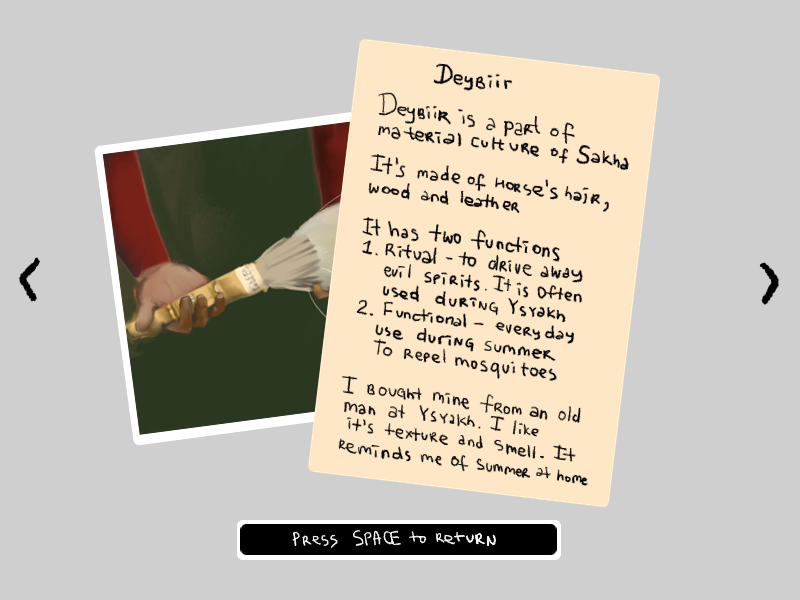 Deybiir
Deybiir is a part of
material culture of Sakha
It's made of Horse's hair,
wood and leather
It has two functions
1. Ritual - to drive away
evil spirits. It is often
used during Ysyakh
2. Functional - everyday
use during summer
To repel mosquitoes
I bought mine from an old
man at Ysyakh. I like
it's texture and smell. It
reminds me of summer at home
Press SPACE to return